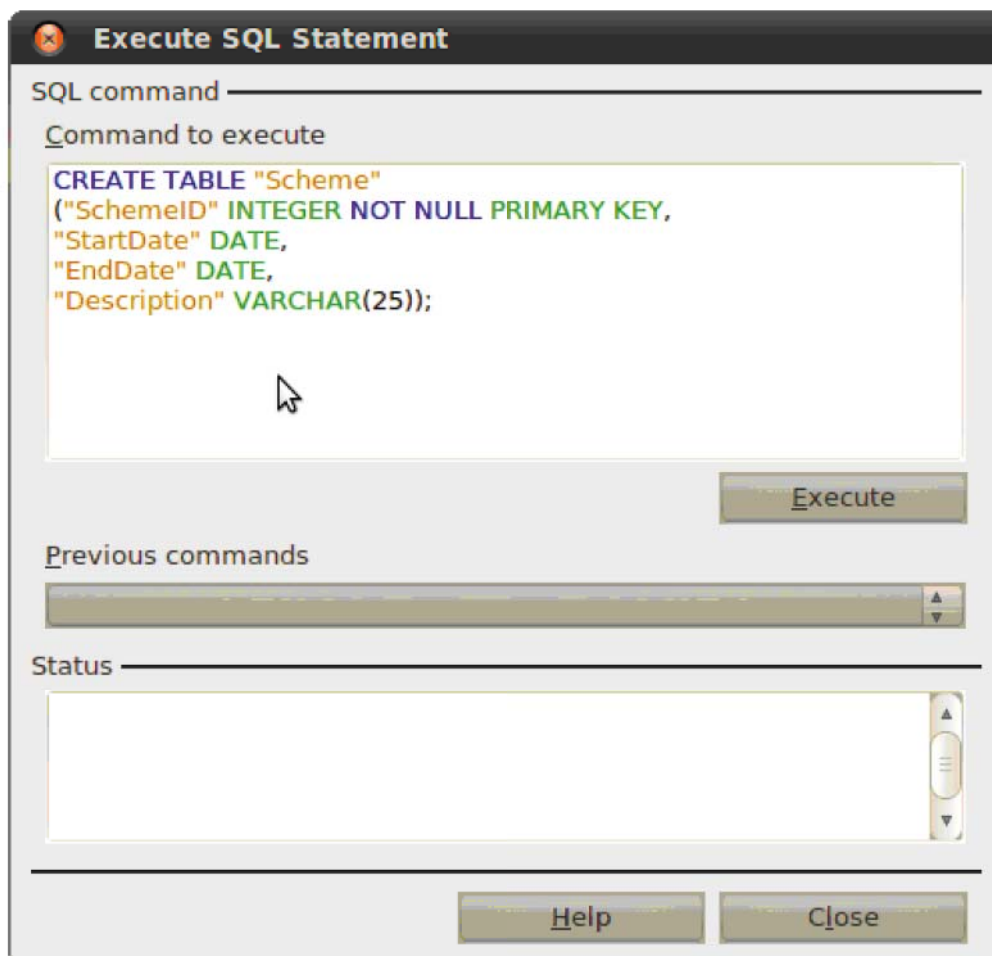 Execute SQL Statement
SQL command
Command to execute
CREATE TABLE "Scheme"
("SchemeID" INTEGER NOT NULL PRIMARY KEY,
"StartDate" DATE,
"EndDate" DATE,
"Description" VARCHAR(25));
Execute
Previous commands
Status
Help
Close